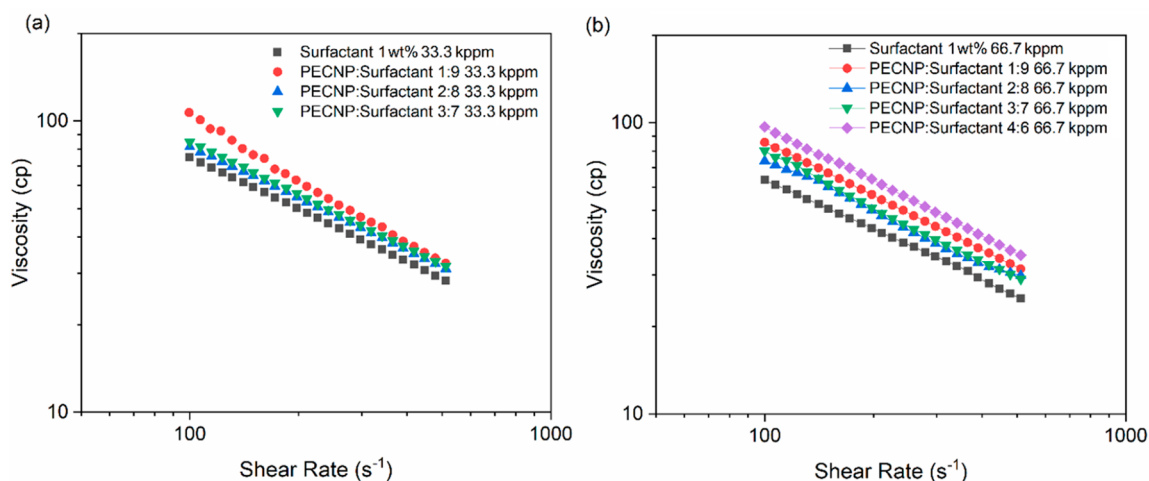 (a)
Surfactant 1wt% 33.3 kppm
PECNP:Surfactant 1:9 33.3 kppm
PECNP:Surfactant 2:8 33.3 kppm
PECNP:Surfactant 3:7 33.3 kppm
100
10
Viscosity (cp)
100
1000
Shear Rate (s⁻¹)
(b)
Surfactant 1wt% 66.7 kppm
PECNP:Surfactant 1:9 66.7 kppm
PECNP:Surfactant 2:8 66.7 kppm
PECNP:Surfactant 3:7 66.7 kppm
PECNP:Surfactant 4:6 66.7 kppm
100
10
Viscosity (cp)
100
1000
Shear Rate (s⁻¹)